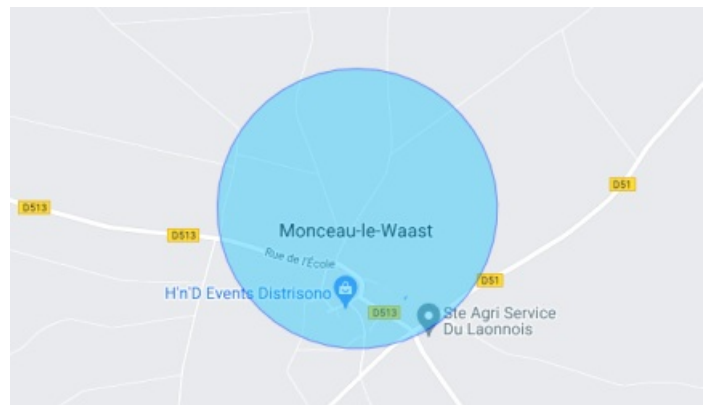 D51
D513
D513
Monceau-le-Waast
Rue de l'École
D51
H'n'D Events Distrisono
D513
Ste Agri Service
Du Laonnois